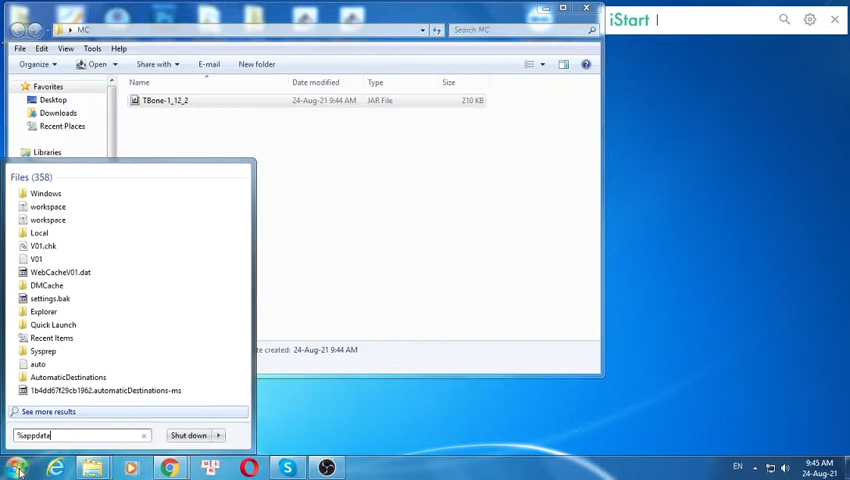 MC
Search MC
iStart
File Edit View Tools Help
Organize Open Share with E-mail New folder
Favorites
Desktop
Downloads
Recent Places
Libraries
Name Date modified Type Size
TBone-1_12_2 24-Aug-21 9:44 AM JAR File 210 KB
Files (358)
Windows
workspace
workspace
Local
V01.chk
V01
WebCacheV01.dat
DMCache
settings.bak
Explorer
Quick Launch
Recent Items
Sysprep
auto
AutomaticDestinations
1b4dd67f29cb1962.automaticDestinations-ms
See more results
%appdata
Shut down
te created: 24-Aug-21 9:44 AM
EN
9:45 AM
24-Aug-21